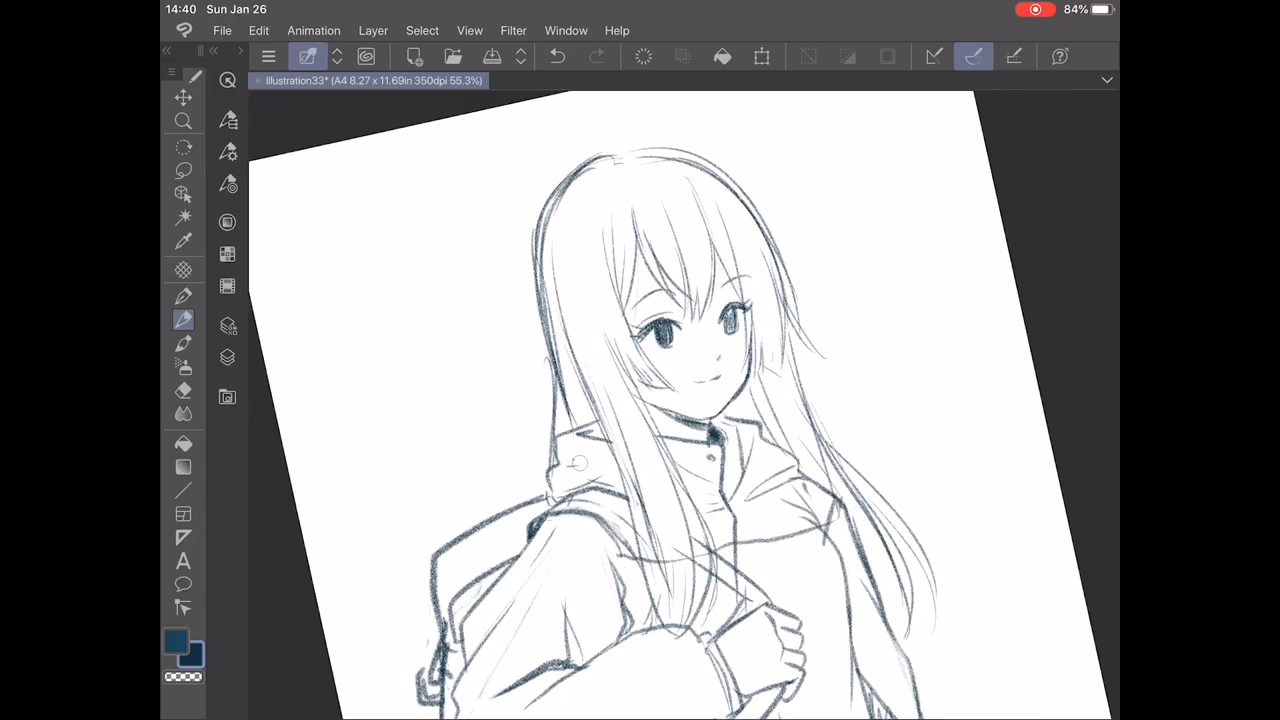 14:40 Sun Jan 26 84%
File Edit Animation Layer Select View Filter Window Help
Illustration33* (A4 8.27 x 11.69in 350dpi 55.3%)